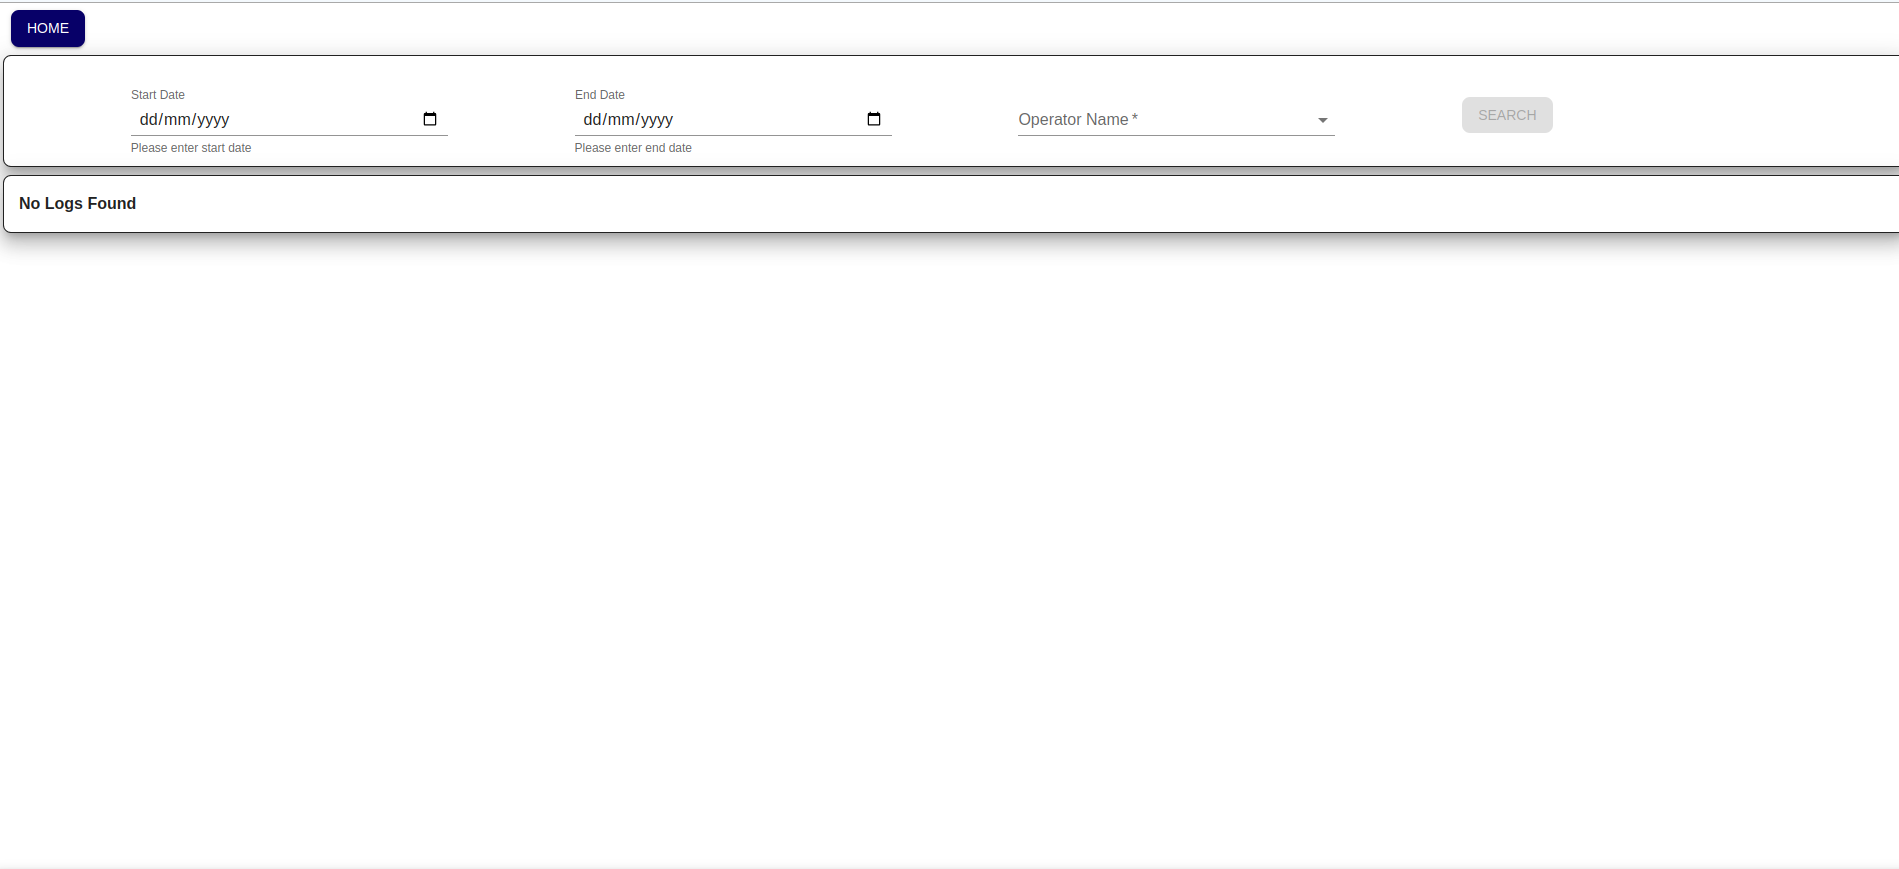 HOME
Start Date
End Date
dd/mm/yyyy
dd/mm/yyyy
Operator Name *
SEARCH
Please enter start date
Please enter end date
No Logs Found